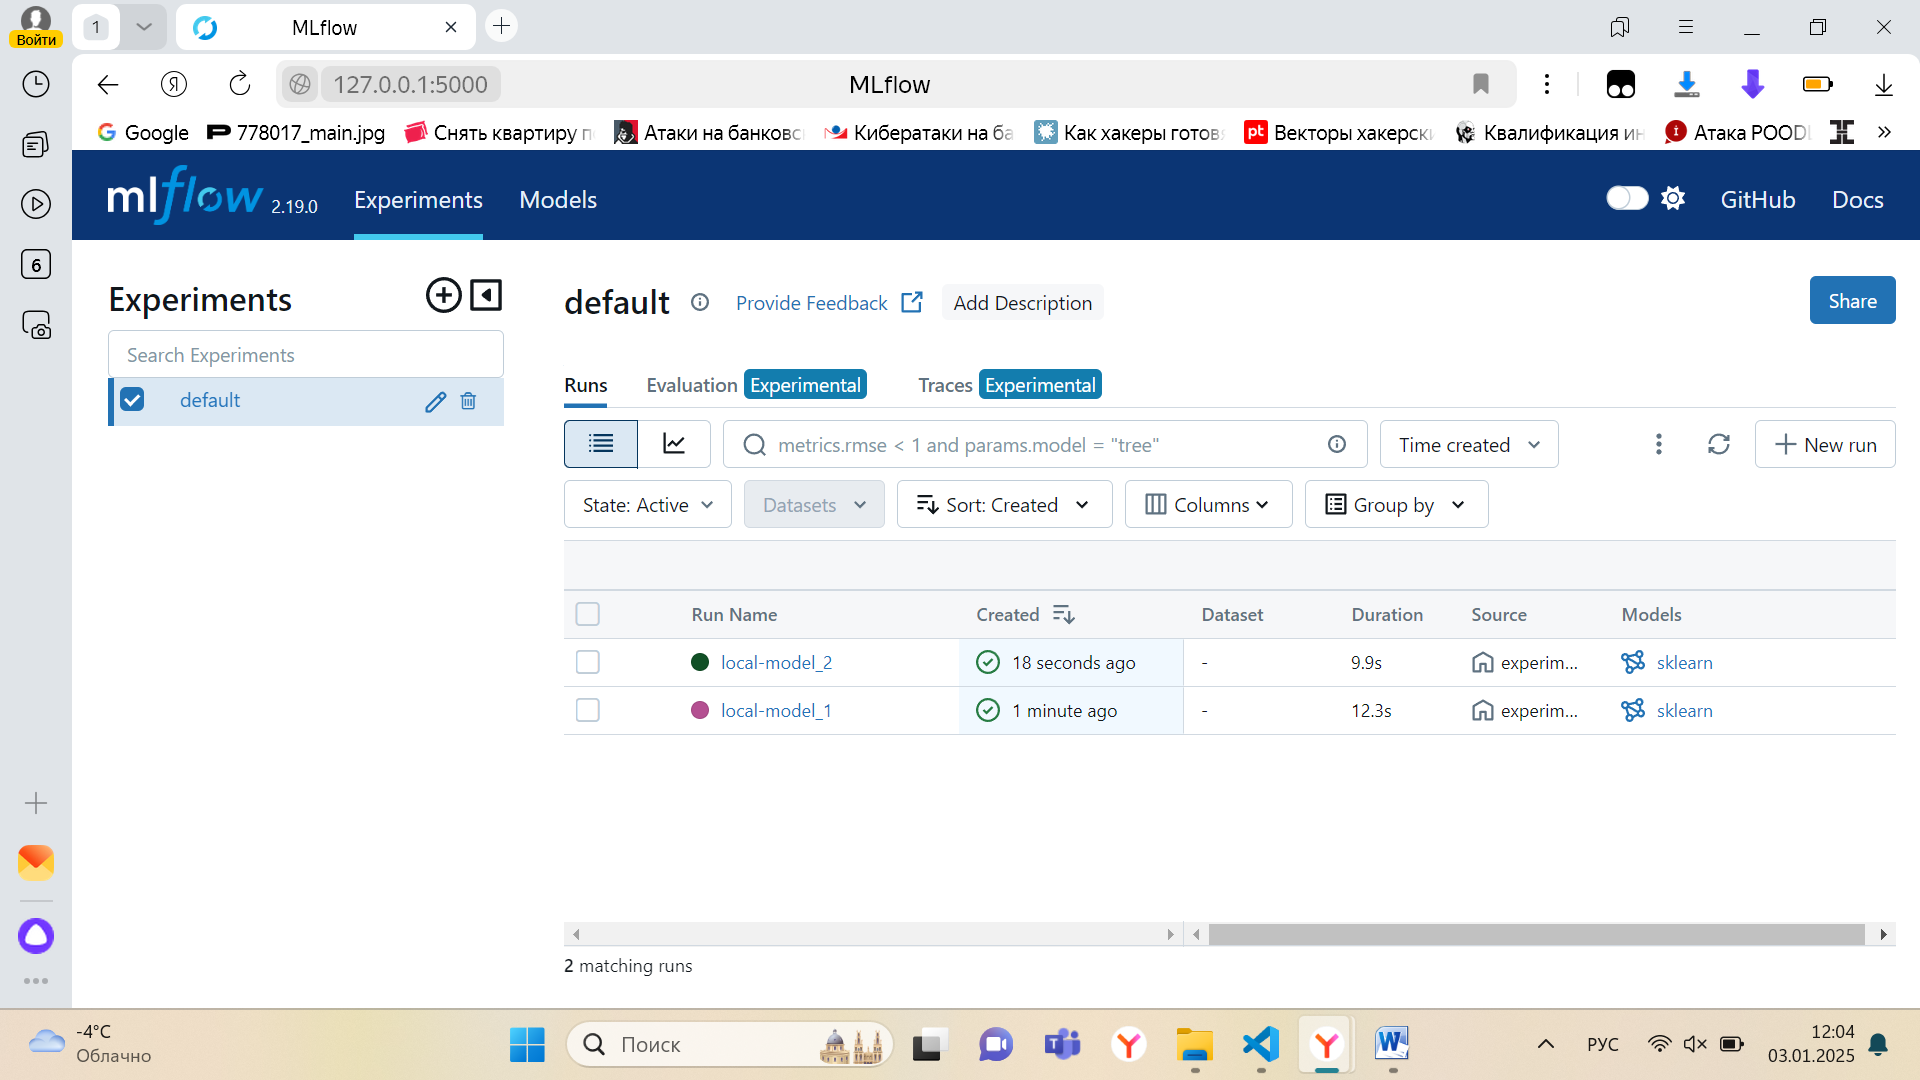 Войти
1
MLflow
127.0.0.1:5000
MLflow
Google
778017_main.jpg
Снять квартиру п
Атаки на банковс
Кибератаки на ба
Как хакеры готов
pt Векторы хакерски
Квалификация ин
Атака POODL
6
mlflow 2.19.0
Experiments
Models
GitHub
Docs
Experiments
Search Experiments
default
default
Provide Feedback
Add Description
Share
Runs
Evaluation Experimental
Traces Experimental
metrics.rmse < 1 and params.model = "tree"
Time created
New run
State: Active
Datasets
Sort: Created
Columns
Group by
Run Name Created Dataset Duration Source Models
local-model_2 18 seconds ago - 9.9s experim... sklearn
local-model_1 1 minute ago - 12.3s experim... sklearn
2 matching runs
-4°C
Облачно
Поиск
РУС
12:04
03.01.2025